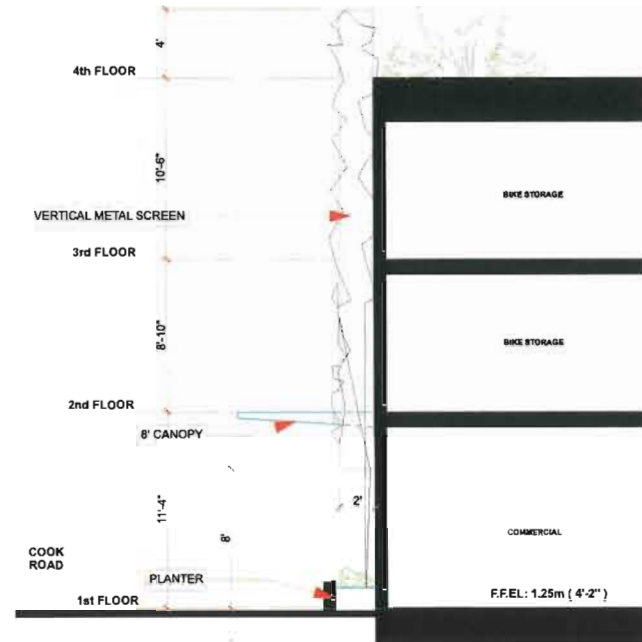 4'
4th FLOOR
10'-6"
BIKE STORAGE
VERTICAL METAL SCREEN
3rd FLOOR
8'-10"
BIKE STORAGE
2nd FLOOR
8' CANOPY
11'-4"
2'
8'
COMMERCIAL
COOK
ROAD
PLANTER
F.F.EL: 1.25m ( 4'-2" )
1st FLOOR